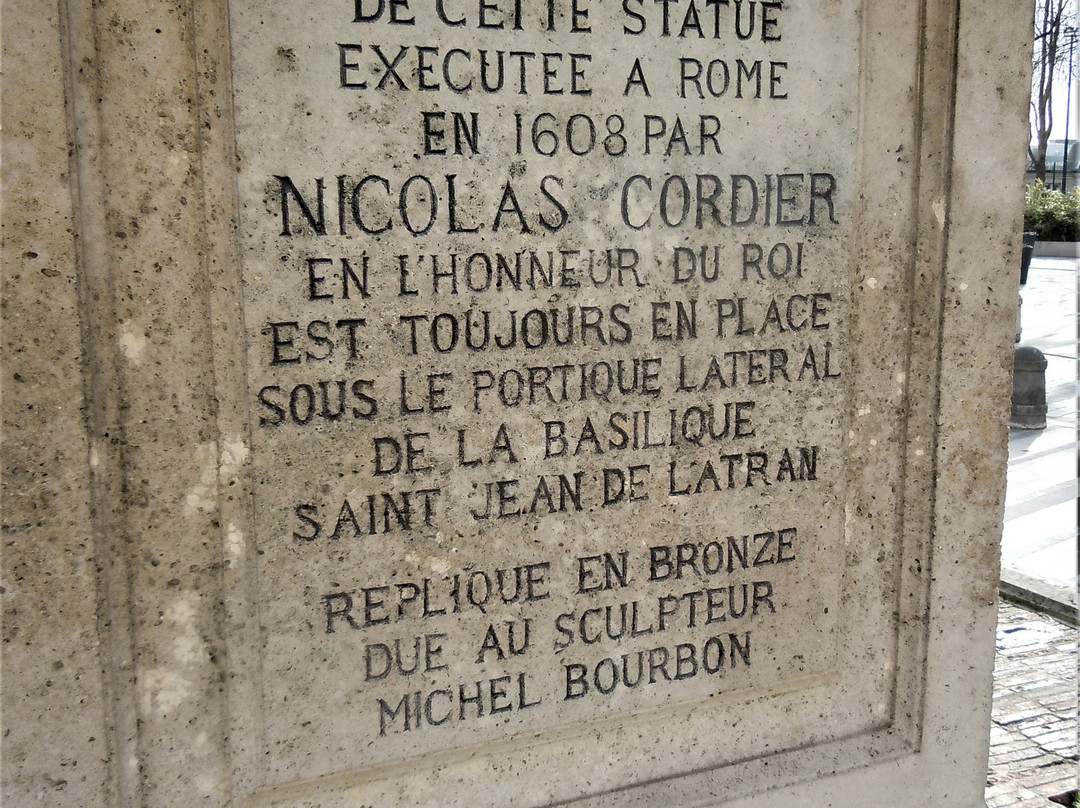 DE CETTE STATUE
EXECUTEE A ROME
EN 1608 PAR
NICOLAS CORDIER
EN L'HONNEUR DU ROI
EST TOUJOURS EN PLACE
SOUS LE PORTIQUE LATERAL
DE LA BASILIQUE
SAINT JEAN DE LATRAN
REPLIQUE EN BRONZE
DUE AU SCULPTEUR
MICHEL BOURBON